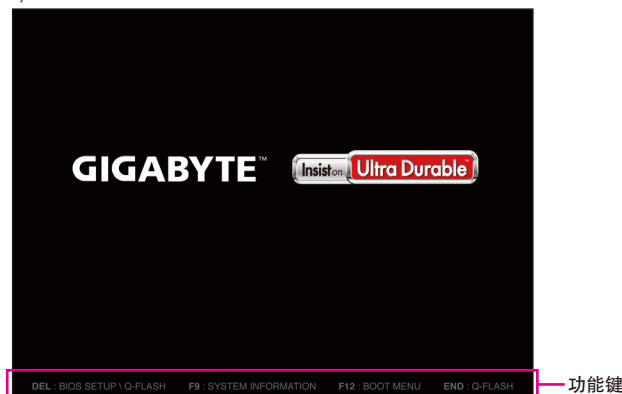 GIGABYTE™
Insist on Ultra Durable™
DEL : BIOS SETUP \ Q-FLASH F9 : SYSTEM INFORMATION F12 : BOOT MENU END : Q-FLASH
功能键